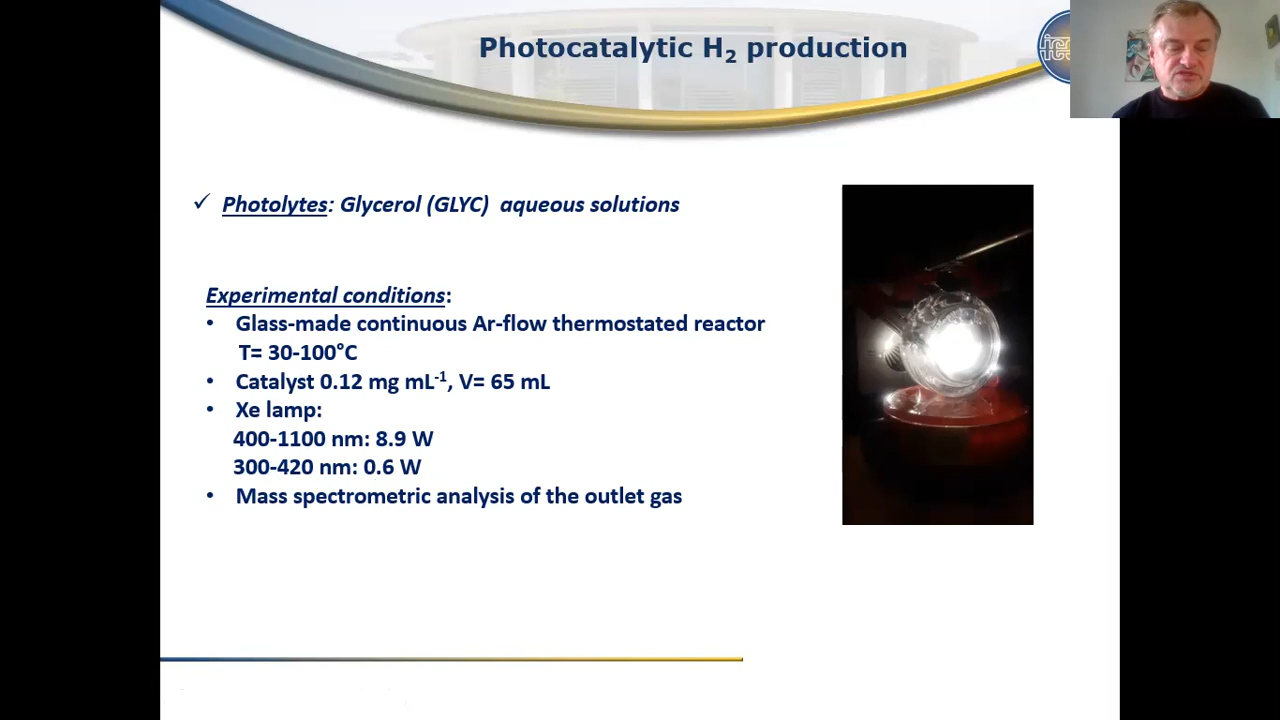 Photocatalytic H₂ production
✓ Photolytes: Glycerol (GLYC) aqueous solutions
Experimental conditions:
• Glass-made continuous Ar-flow thermostated reactor
T= 30-100°C
• Catalyst 0.12 mg mL⁻¹, V= 65 mL
• Xe lamp:
400-1100 nm: 8.9 W
300-420 nm: 0.6 W
• Mass spectrometric analysis of the outlet gas